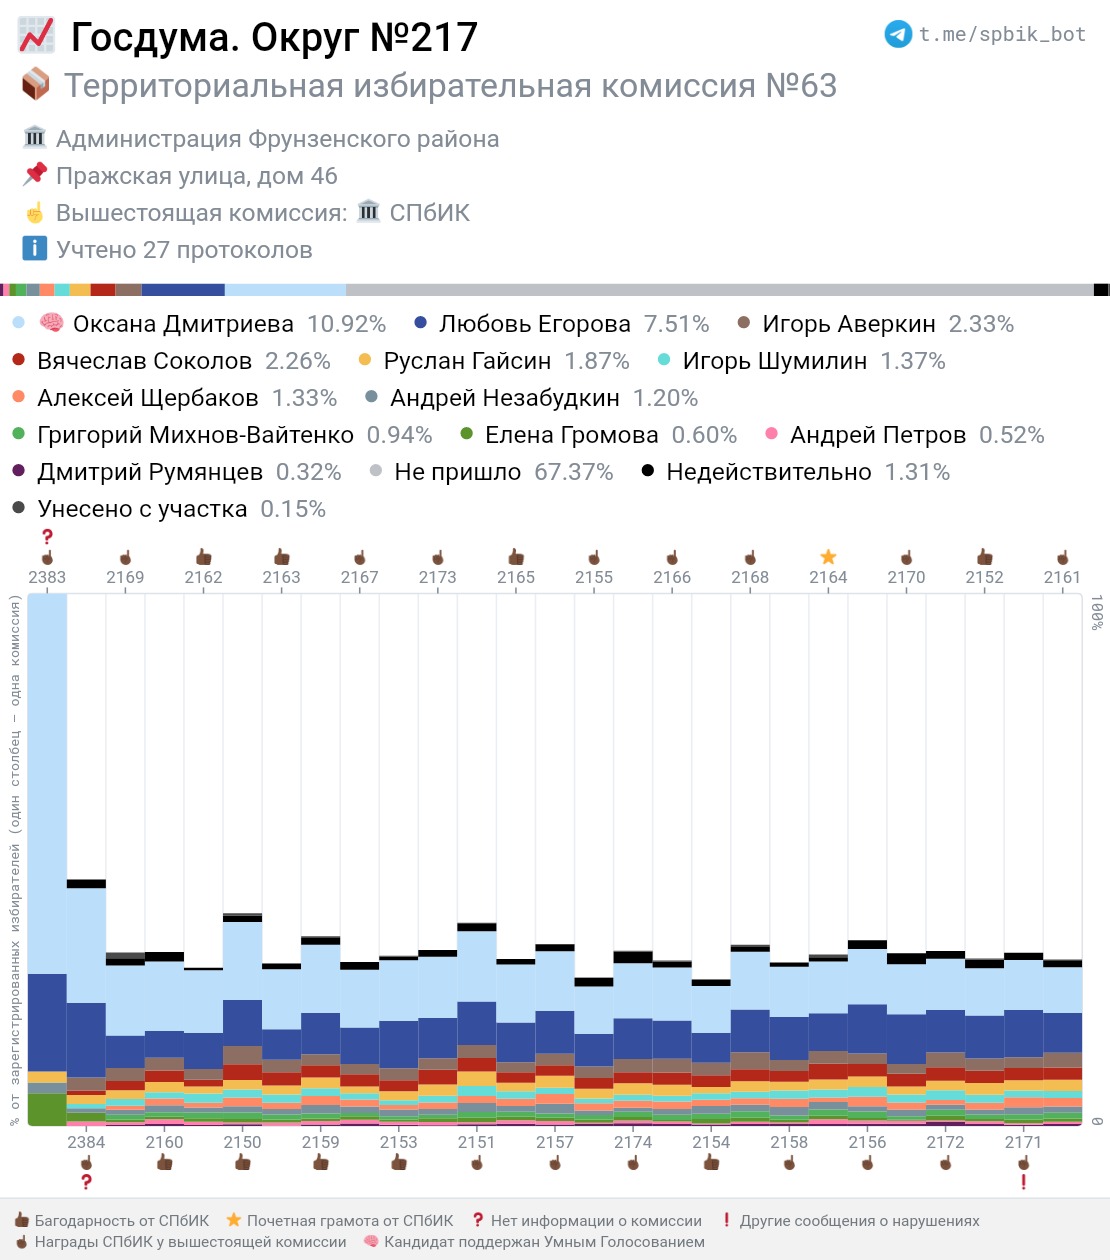 Госдума. Округ №217
t.me/spbik_bot
Территориальная избирательная комиссия №63
Администрация Фрунзенского района
Пражская улица, дом 46
Вышестоящая комиссия: СПбИК
Учтено 27 протоколов
Оксана Дмитриева 10.92% Любовь Егорова 7.51% Игорь Аверкин 2.33%
Вячеслав Соколов 2.26% Руслан Гайсин 1.87% Игорь Шумилин 1.37%
Алексей Щербаков 1.33% Андрей Незабудкин 1.20%
Григорий Михнов-Вайтенко 0.94% Елена Громова 0.60% Андрей Петров 0.52%
Дмитрий Румянцев 0.32% Не пришло 67.37% Недействительно 1.31%
Унесено с участка 0.15%
2383 2169 2162 2163 2167 2173 2165 2155 2166 2168 2164 2170 2152 2161
% от зарегистрированных избирателей (один столбец – одна комиссия)
100%
0
2384 2160 2150 2159 2153 2151 2157 2174 2154 2158 2156 2172 2171
Багодарность от СПбИК Почетная грамота от СПбИК Нет информации о комиссии Другие сообщения о нарушениях
Награды СПбИК у вышестоящей комиссии Кандидат поддержан Умным Голосованием